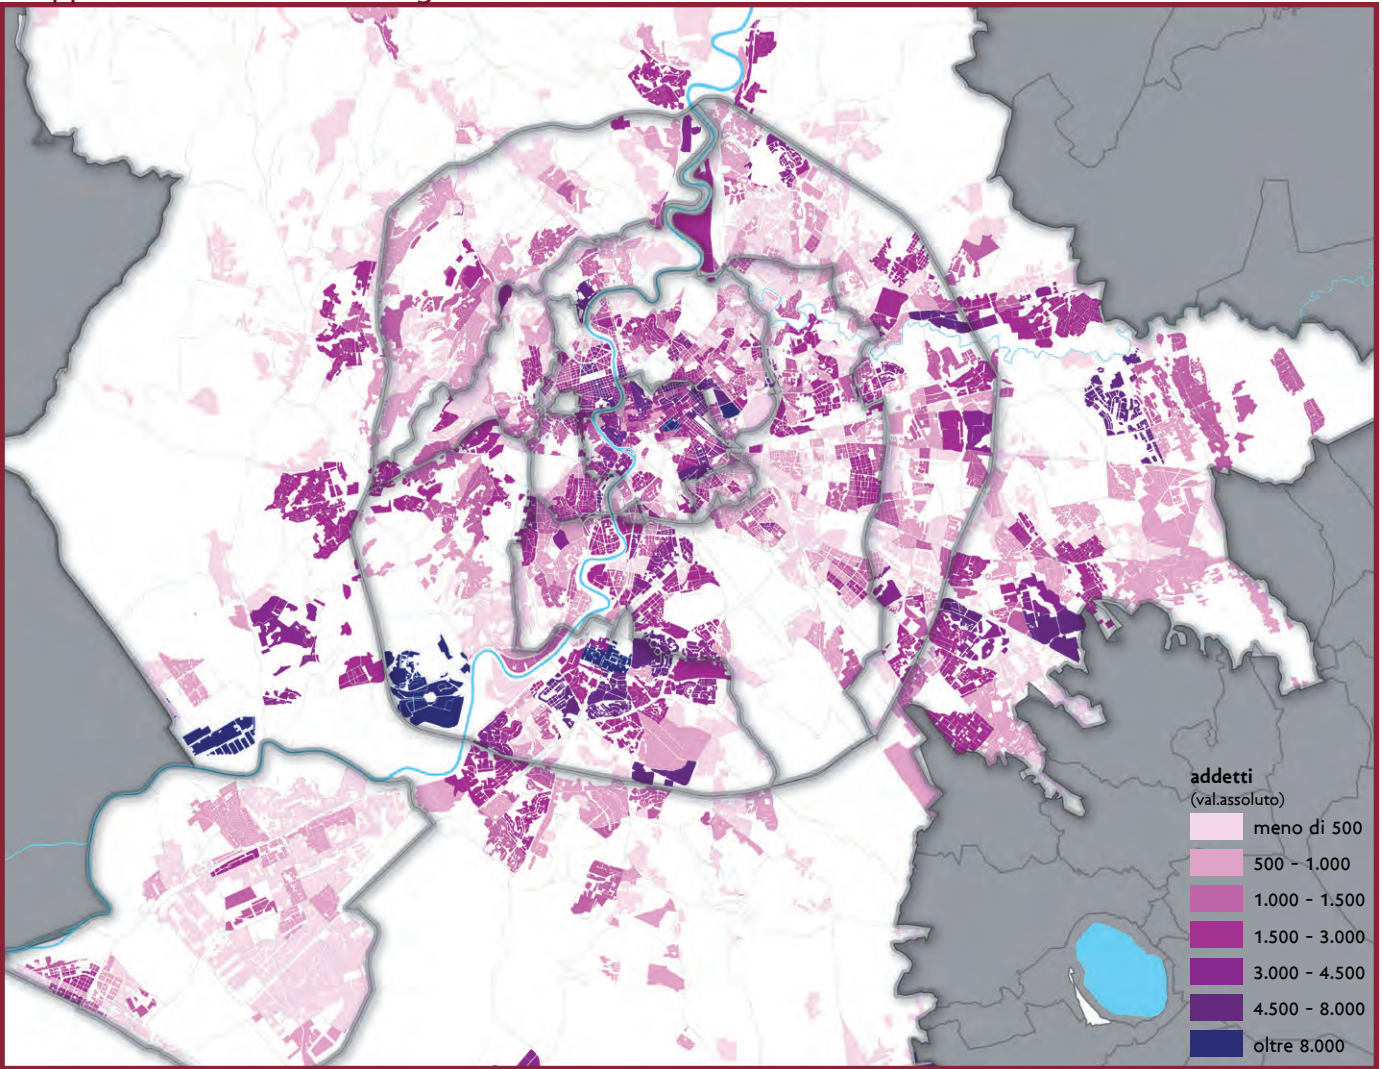 addetti
(val.assoluto)
meno di 500
500 - 1.000
1.000 - 1.500
1.500 - 3.000
3.000 - 4.500
4.500 - 8.000
oltre 8.000